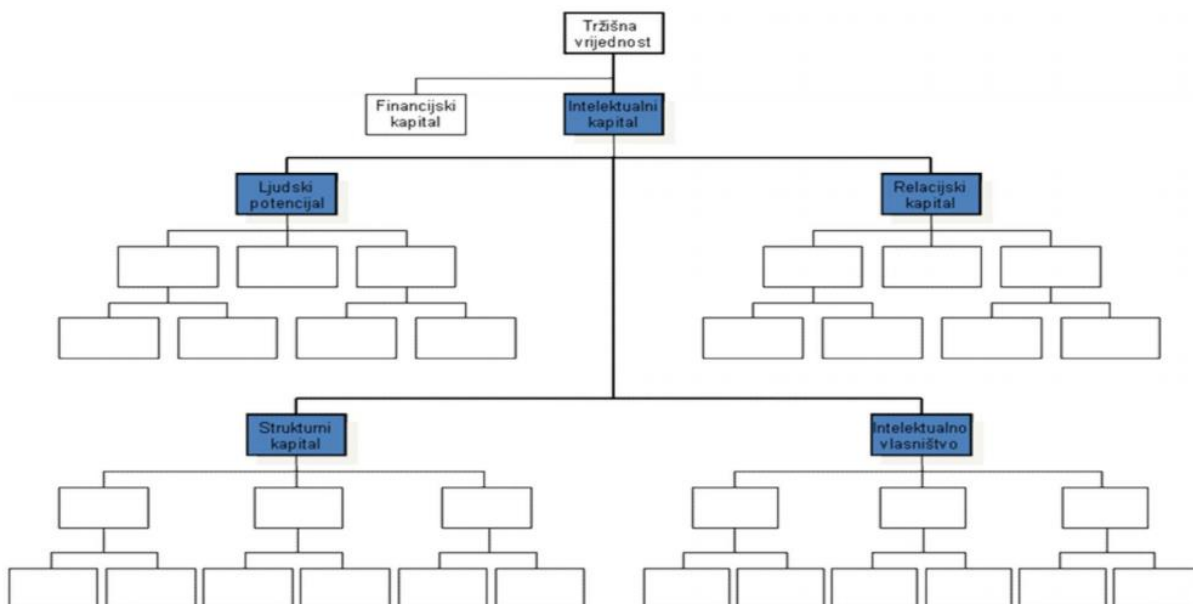 Tržišna
vrijednost
Financijski
kapital
Intelektualni
kapital
Ljudski
potencijal
Relacijski
kapital
Strukturni
kapital
Intelektualno
vlasništvo